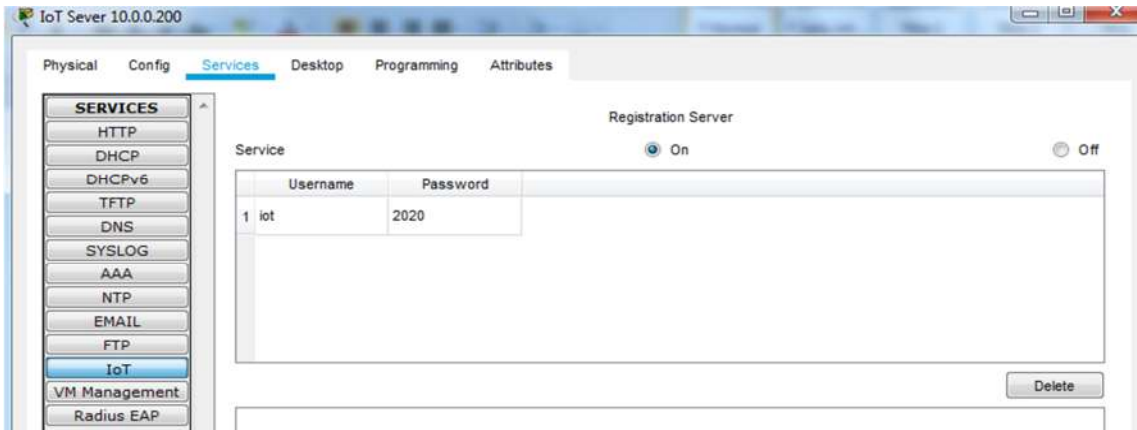 IoT Sever 10.0.0.200
Physical Config Services Desktop Programming Attributes
SERVICES
HTTP
DHCP
DHCPv6
TFTP
DNS
SYSLOG
AAA
NTP
EMAIL
FTP
IoT
VM Management
Radius EAP
Registration Server
Service On Off
Username Password
1 iot 2020
Delete